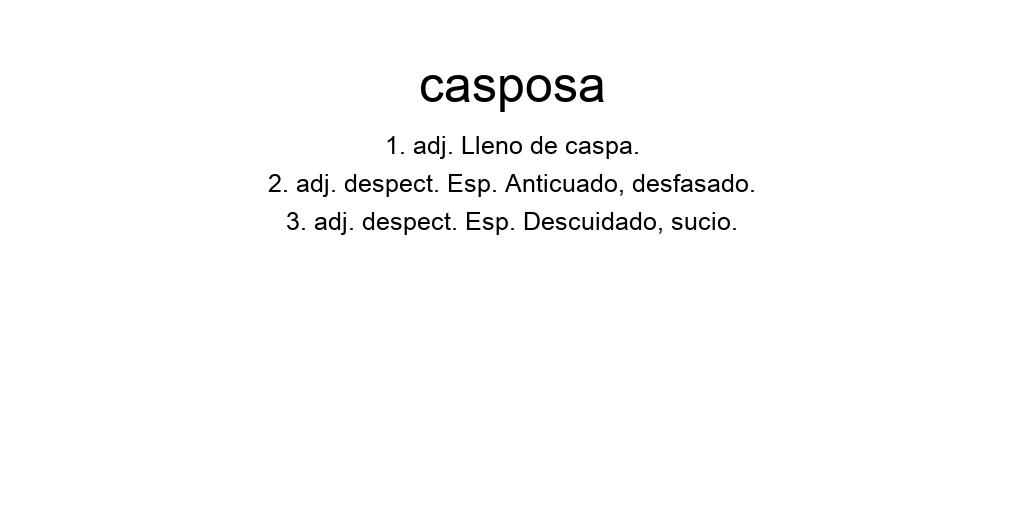 casposa
1. adj. Lleno de caspa.
2. adj. despect. Esp. Anticuado, desfasado.
3. adj. despect. Esp. Descuidado, sucio.